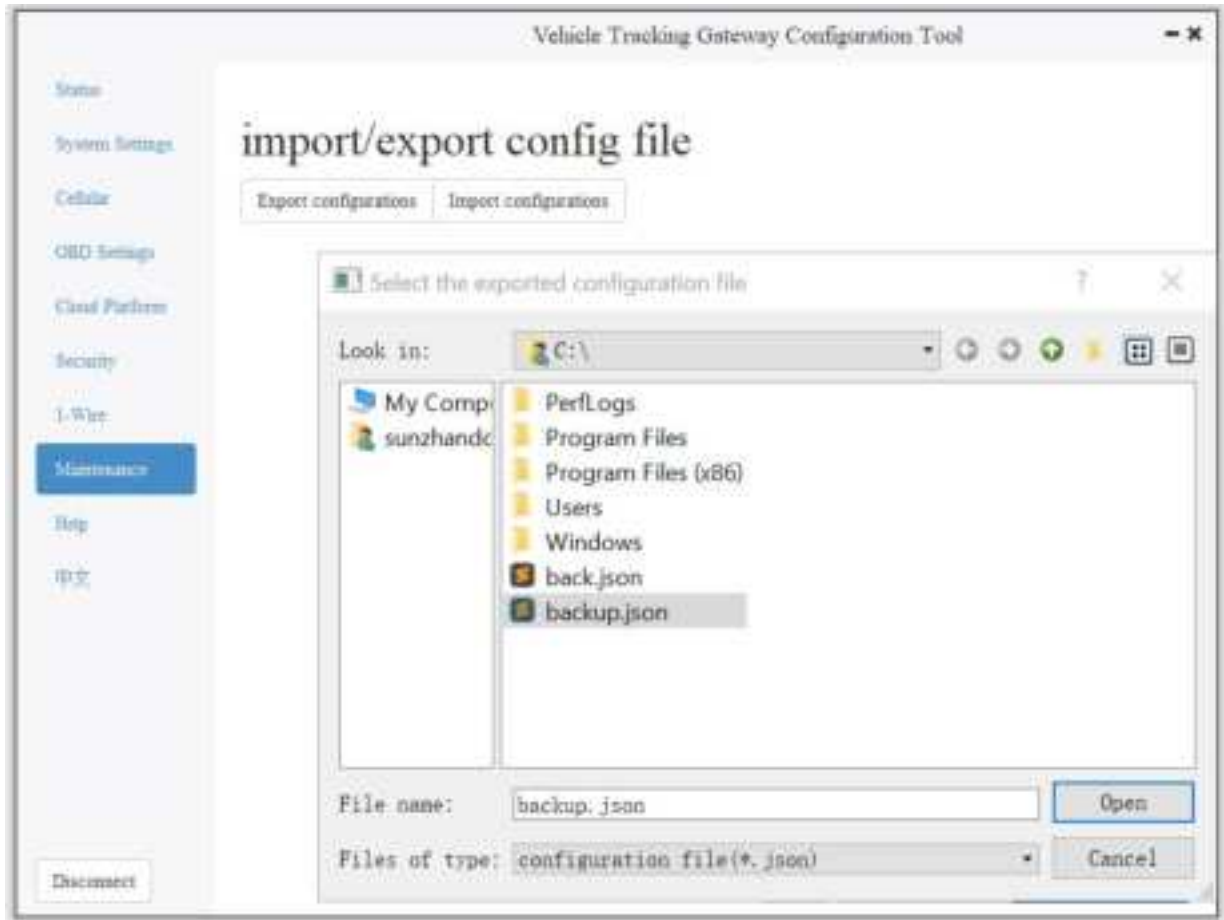 Vehicle Tracking Gateway Configuration Tool
Status
System Settings
Cellular
OBD Settings
Cloud Platform
Security
1-Wire
Maintenance
Help
中文
Disconnect
import/export config file
Export configurations
Import configurations
Select the exported configuration file
?
Look in:
C:\
My Comp
sunzhando
PerfLogs
Program Files
Program Files (x86)
Users
Windows
back.json
backup.json
File name:
backup.json
Open
Files of type:
configuration file(*.json)
Cancel